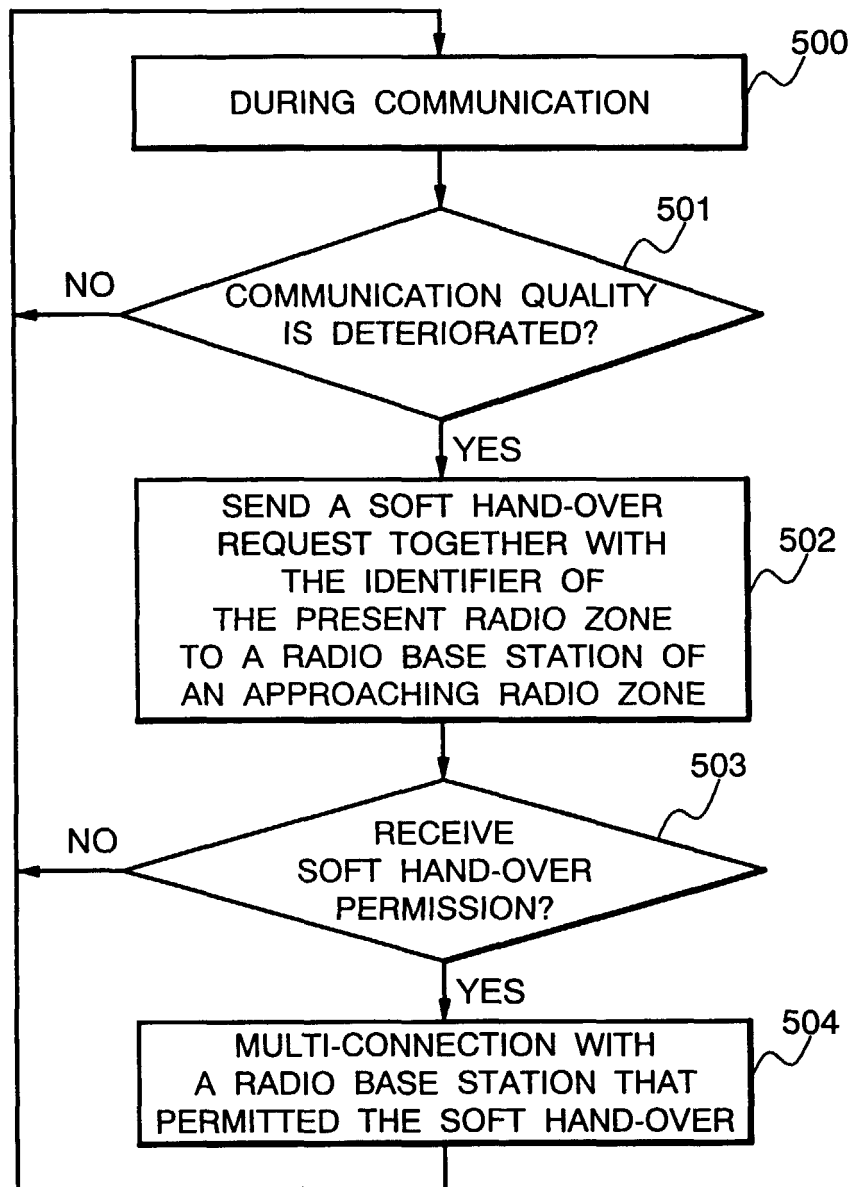 500
DURING COMMUNICATION
501
NO
COMMUNICATION QUALITY
IS DETERIORATED?
YES
SEND A SOFT HAND-OVER
REQUEST TOGETHER WITH
THE IDENTIFIER OF
THE PRESENT RADIO ZONE
TO A RADIO BASE STATION OF
AN APPROACHING RADIO ZONE
502
503
NO
RECEIVE
SOFT HAND-OVER
PERMISSION?
YES
504
MULTI-CONNECTION WITH
A RADIO BASE STATION THAT
PERMITTED THE SOFT HAND-OVER